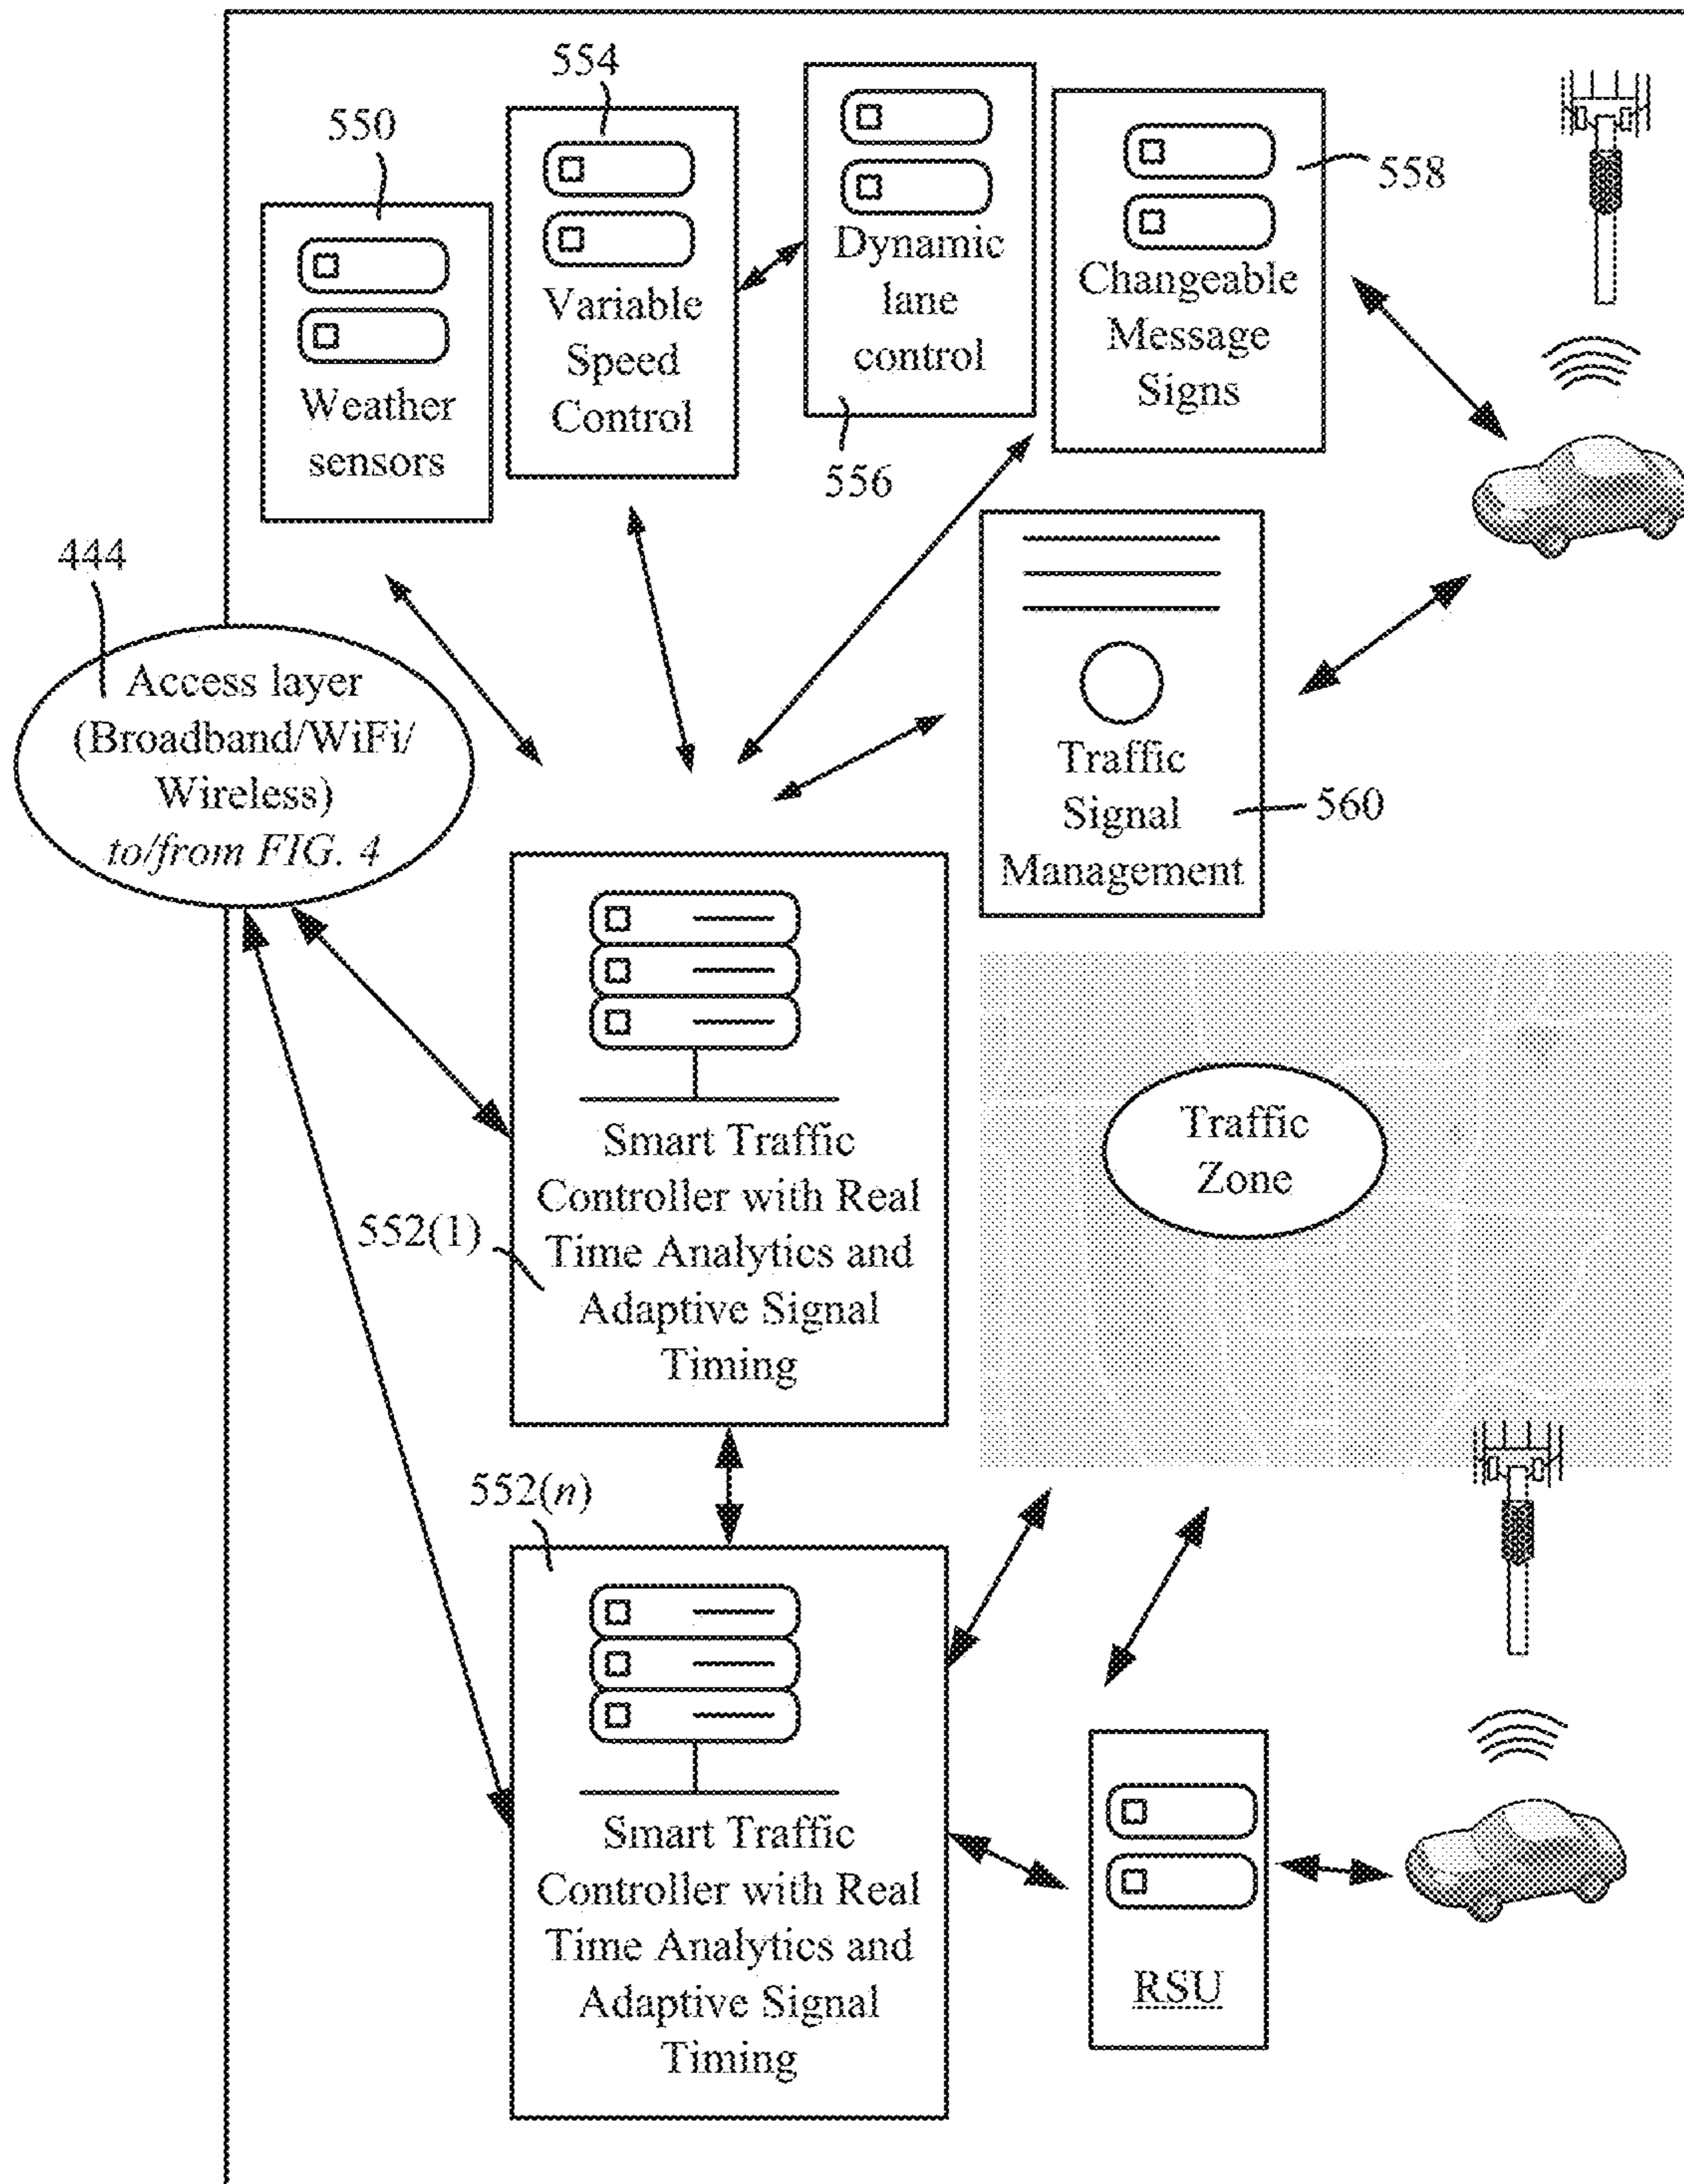 554
550
558
Weather
sensors
Variable
Speed
Control
Dynamic
lane
control
Changeable
Message
Signs
556
444
Access layer
(Broadband/WiFi/
Wireless)
to/from FIG. 4
Traffic
Signal
Management
560
Smart Traffic
Controller with Real
Time Analytics and
Adaptive Signal
Timing
552(1)
Traffic
Zone
552(n)
Smart Traffic
Controller with Real
Time Analytics and
Adaptive Signal
Timing
RSU